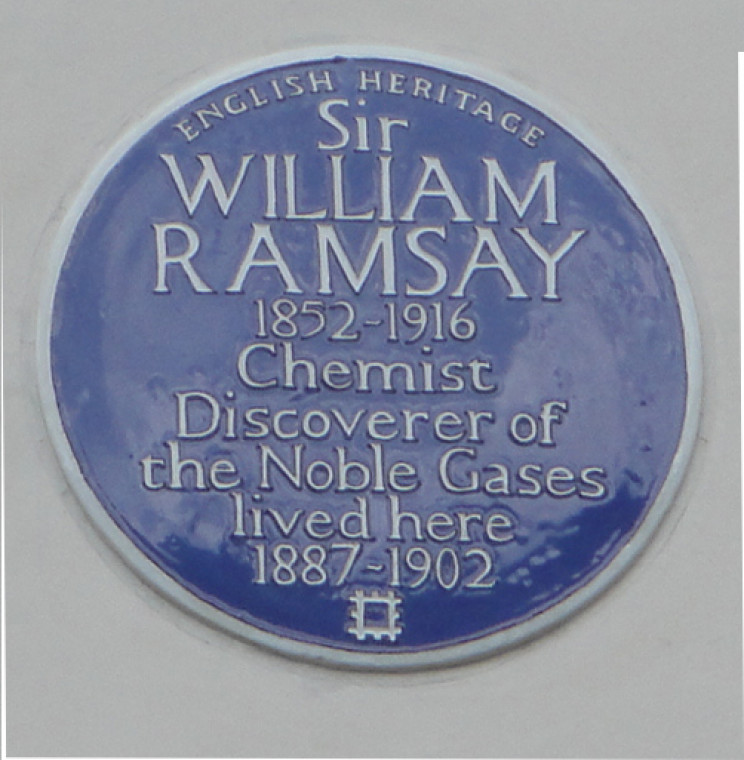 ENGLISH HERITAGE
Sir
WILLIAM
RAMSAY
1852-1916
Chemist
Discoverer of
the Noble Gases
lived here
1887-1902